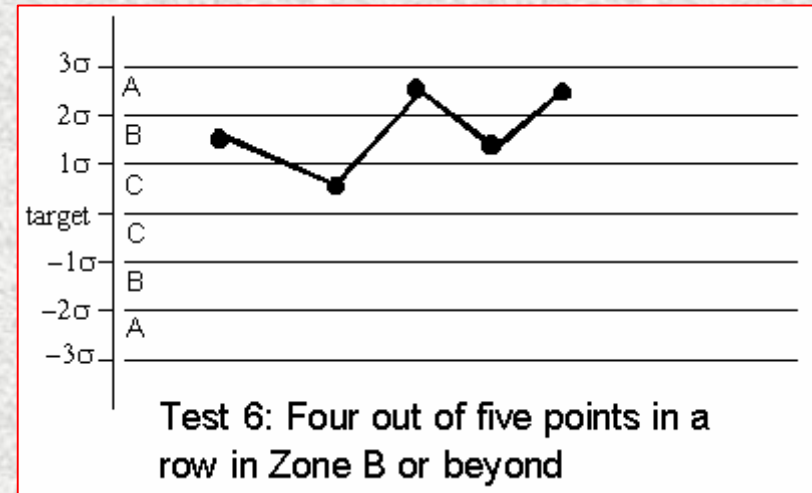 3σ
A
2σ
B
1σ
C
target
C
−1σ
B
−2σ
A
−3σ
Test 6: Four out of five points in a
row in Zone B or beyond